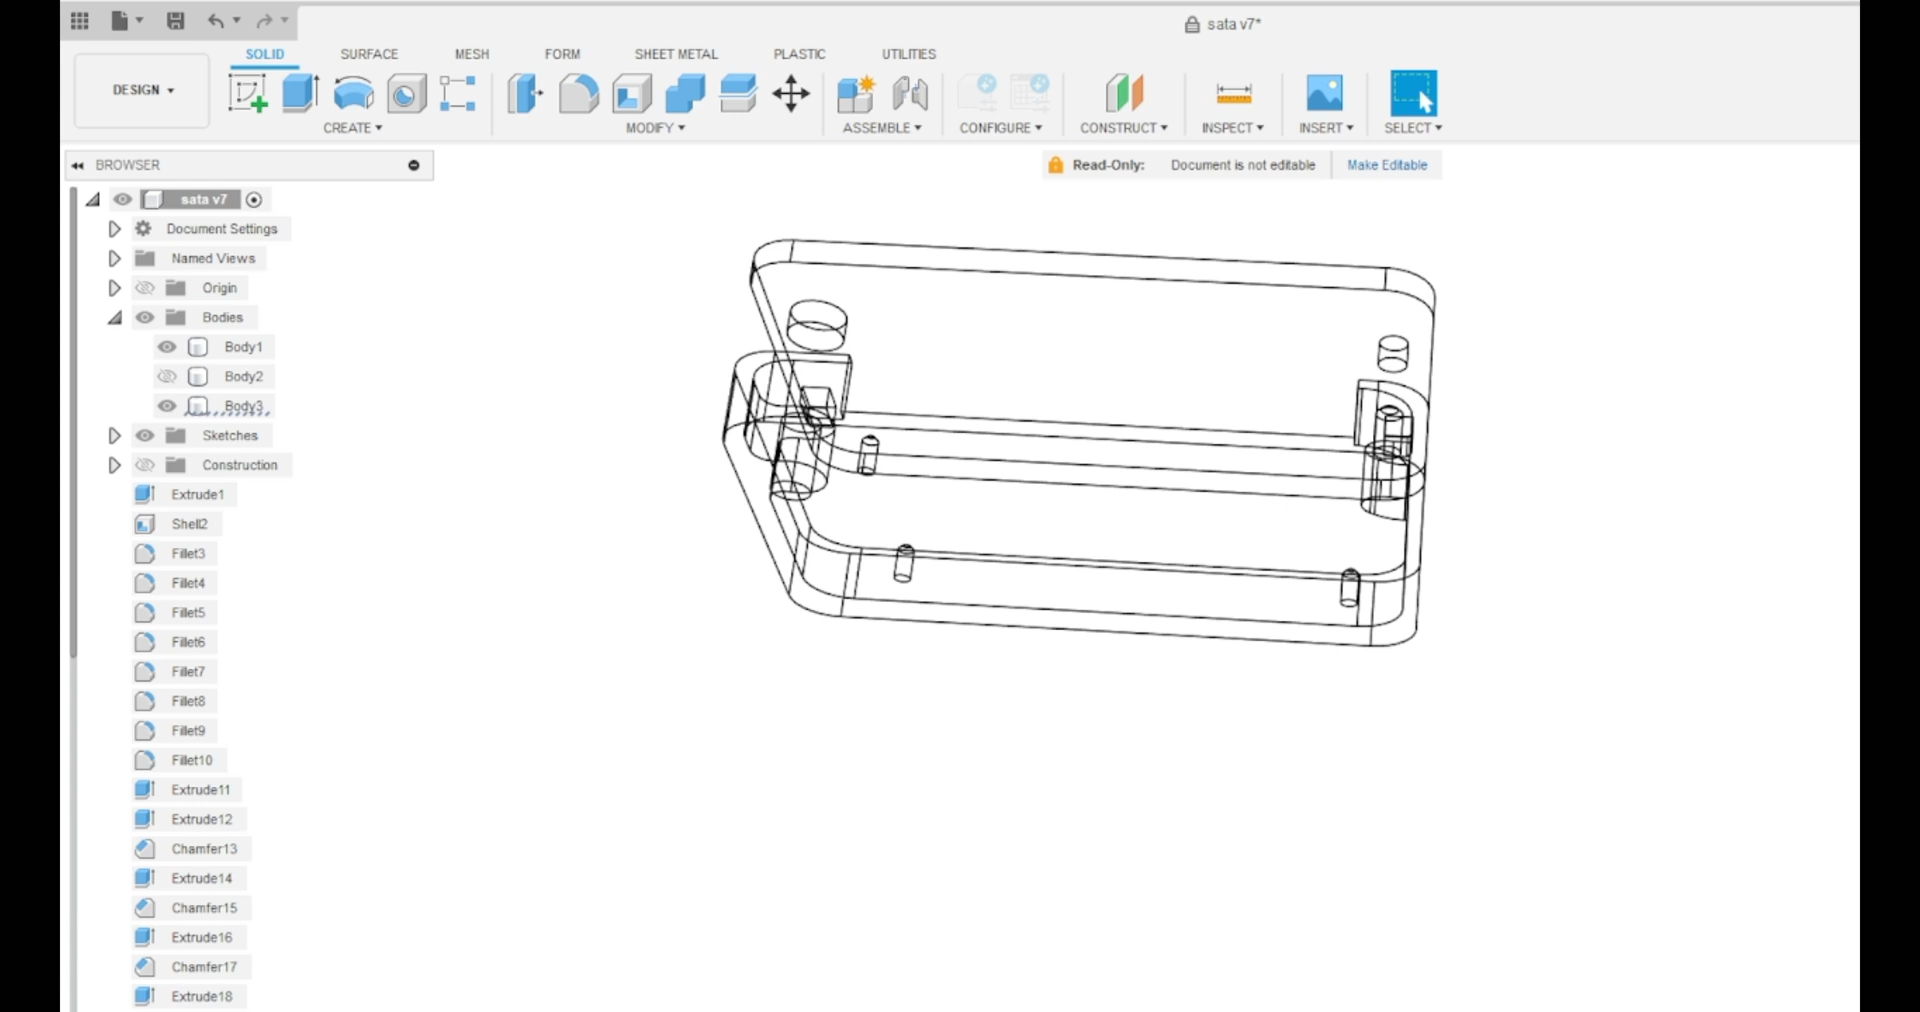 sata v7*
SOLID SURFACE MESH FORM SHEET METAL PLASTIC UTILITIES
DESIGN
CREATE MODIFY ASSEMBLE CONFIGURE CONSTRUCT INSPECT INSERT SELECT
BROWSER
Read-Only: Document is not editable Make Editable
sata v7
Document Settings
Named Views
Origin
Bodies
Body1
Body2
Body3
Sketches
Construction
Extrude1
Shell2
Fillet3
Fillet4
Fillet5
Fillet6
Fillet7
Fillet8
Fillet9
Fillet10
Extrude11
Extrude12
Chamfer13
Extrude14
Chamfer15
Extrude16
Chamfer17
Extrude18